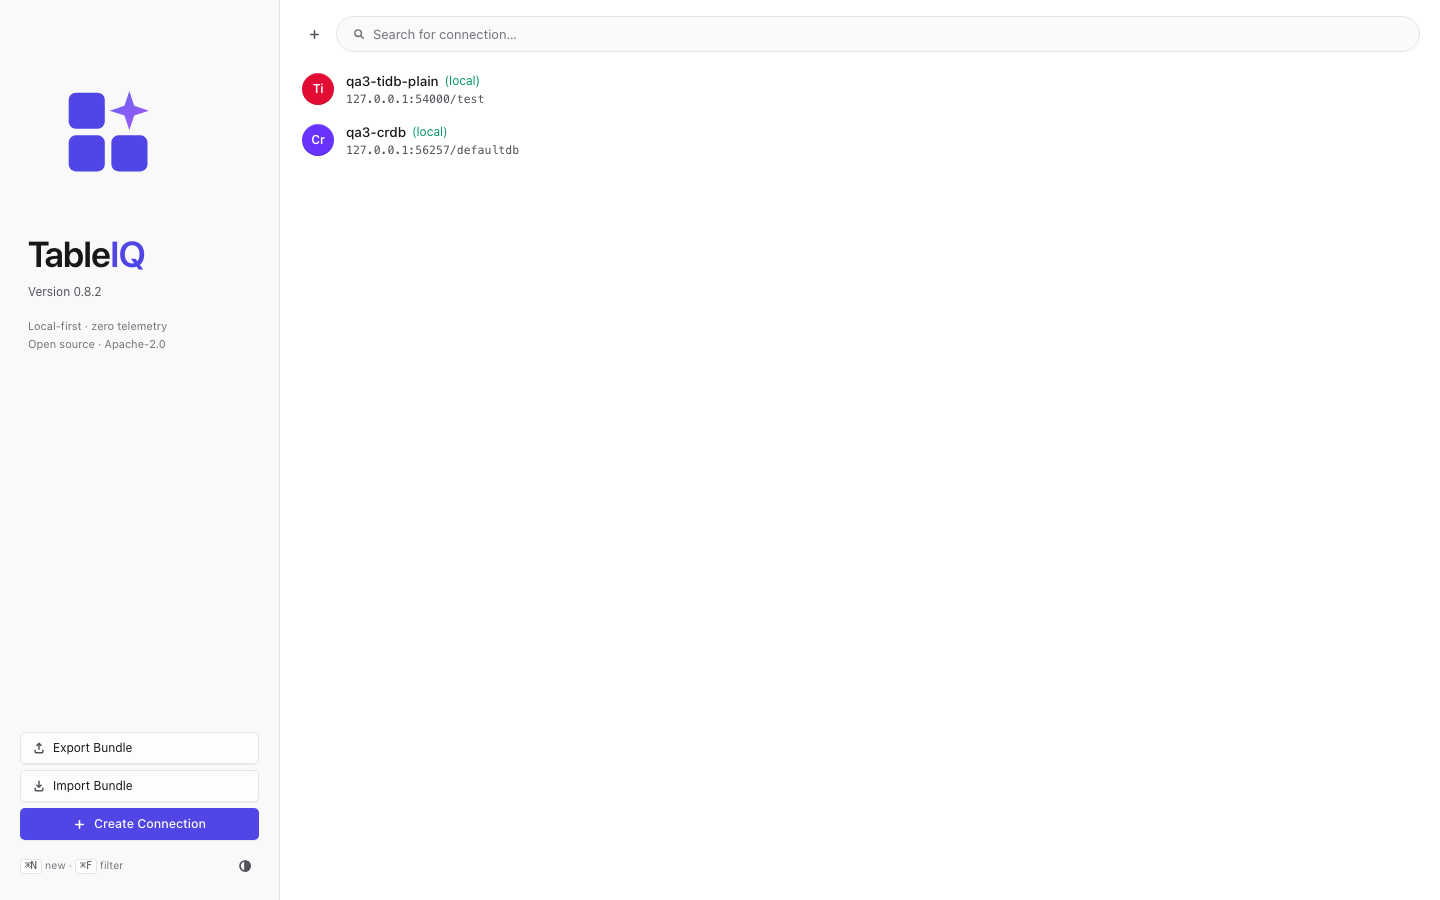 TableIQ
Version 0.8.2
Local-first · zero telemetry
Open source · Apache-2.0
Export Bundle
Import Bundle
+ Create Connection
⌘N new · ⌘F filter
+ Search for connection...
Ti
qa3-tidb-plain (local)
127.0.0.1:54000/test
Cr
qa3-crdb (local)
127.0.0.1:56257/defaultdb